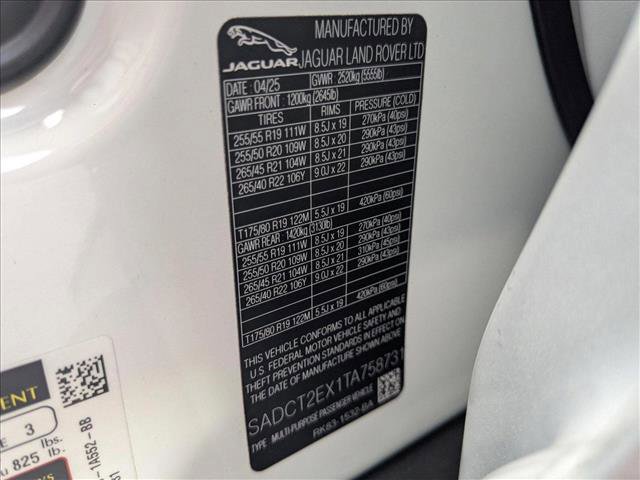 JAGUAR
MANUFACTURED BY
JAGUAR LAND ROVER LTD
DATE : 04/25 GVWR : 2520kg (5555lb)
GAWR FRONT : 1200kg (2645lb)
TIRES RIMS PRESSURE (COLD)
255/55 R19 111W 8.5J x 19 270kPa (40psi)
255/50 R20 109W 8.5J x 20 290kPa (43psi)
265/45 R21 104W 8.5J x 21 290kPa (43psi)
265/40 R22 106Y 9.0J x 22 290kPa (43psi)
T175/80 R19 122M 5.5J x 19 420kPa (60psi)
GAWR REAR : 1420kg (3130lb)
255/55 R19 111W 8.5J x 19 270kPa (40psi)
255/50 R20 109W 8.5J x 20 290kPa (43psi)
265/45 R21 104W 8.5J x 21 310kPa (45psi)
265/40 R22 106Y 9.0J x 22 290kPa (43psi)
T175/80 R19 122M 5.5J x 19 420kPa (60psi)
THIS VEHICLE CONFORMS TO ALL APPLICABLE
U.S. FEDERAL MOTOR VEHICLE SAFETY AND
THEFT PREVENTION STANDARDS IN EFFECT ON
THE DATE OF MANUFACTURE SHOWN ABOVE.
SADCT2EX1TA758731
TYPE : MULTI-PURPOSE PASSENGER VEHICLE
RK83-1532-BA
3
lbs.
825 lb.
-1A552-BB